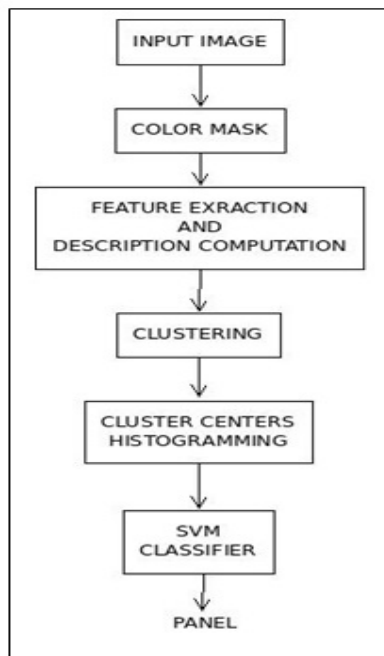 INPUT IMAGE
COLOR MASK
FEATURE EXRACTION
AND
DESCRIPTION COMPUTATION
CLUSTERING
CLUSTER CENTERS
HISTOGRAMMING
SVM
CLASSIFIER
PANEL